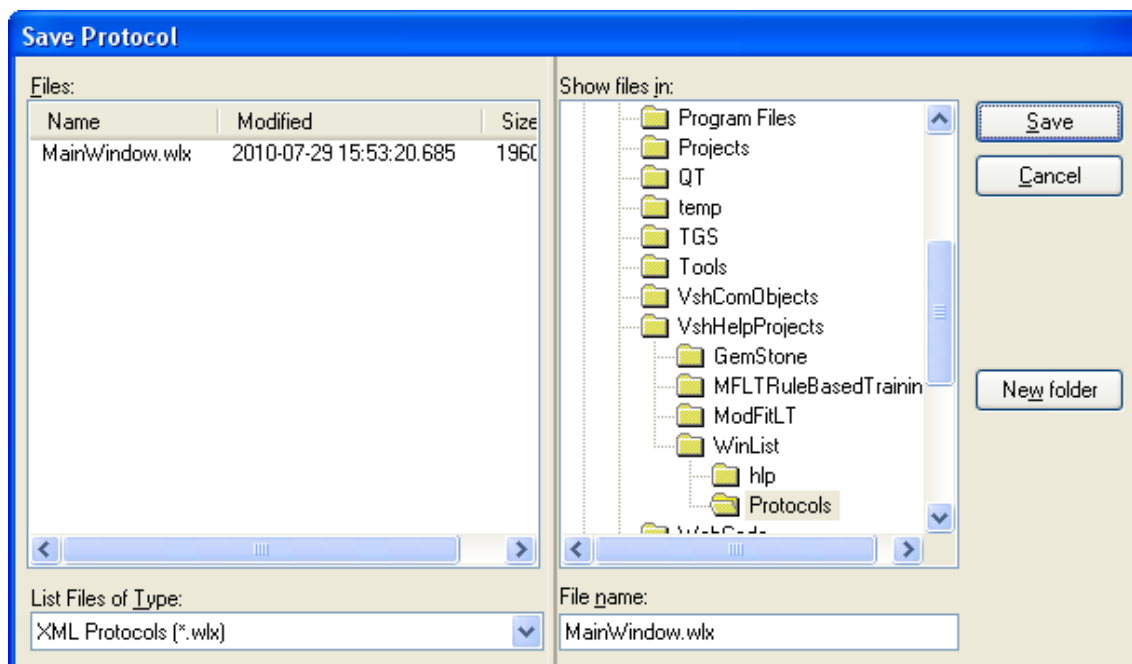 Save Protocol
Files:
Name Modified Size
MainWindow.wlx 2010-07-29 15:53:20.685 1960
List Files of Type:
XML Protocols (*.wlx)
Show files in:
Program Files
Projects
QT
temp
TGS
Tools
VshComObjects
VshHelpProjects
GemStone
MFLTRuleBasedTrainin
ModFitLT
WinList
hlp
Protocols
File name:
MainWindow.wlx
Save
Cancel
New folder